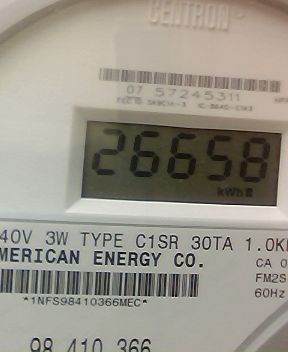 CENTRON
07 57245311
26658
kWh
40V 3W TYPE C1SR 30TA 1.0K
MERICAN ENERGY CO.
CA 0
FM2S
60Hz
*1NFS98410366MEC*
98 410 366